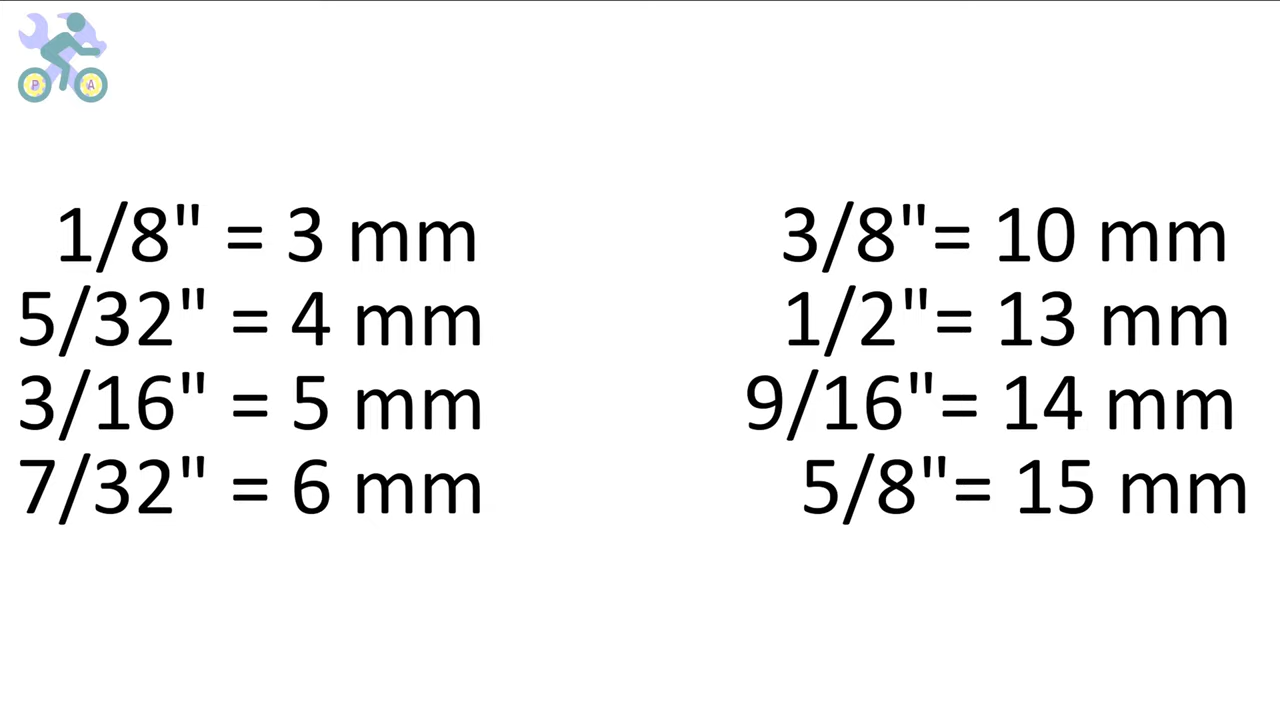 P A
1/8" = 3 mm
5/32" = 4 mm
3/16" = 5 mm
7/32" = 6 mm
3/8"= 10 mm
1/2"= 13 mm
9/16"= 14 mm
5/8"= 15 mm